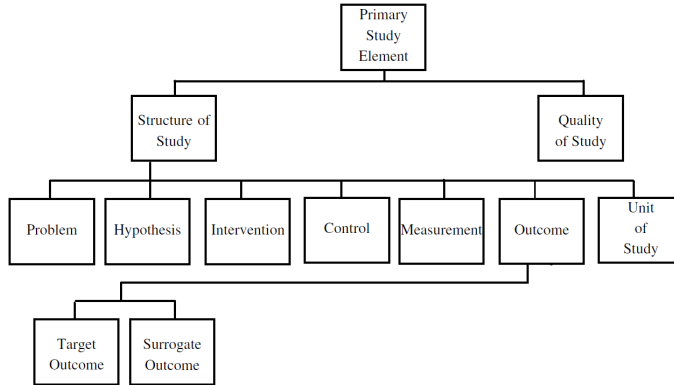 Primary
Study
Element
Structure of
Study
Quality
of Study
Problem
Hypothesis
Intervention
Control
Measurement
Outcome
Unit
of
Study
Target
Outcome
Surrogate
Outcome